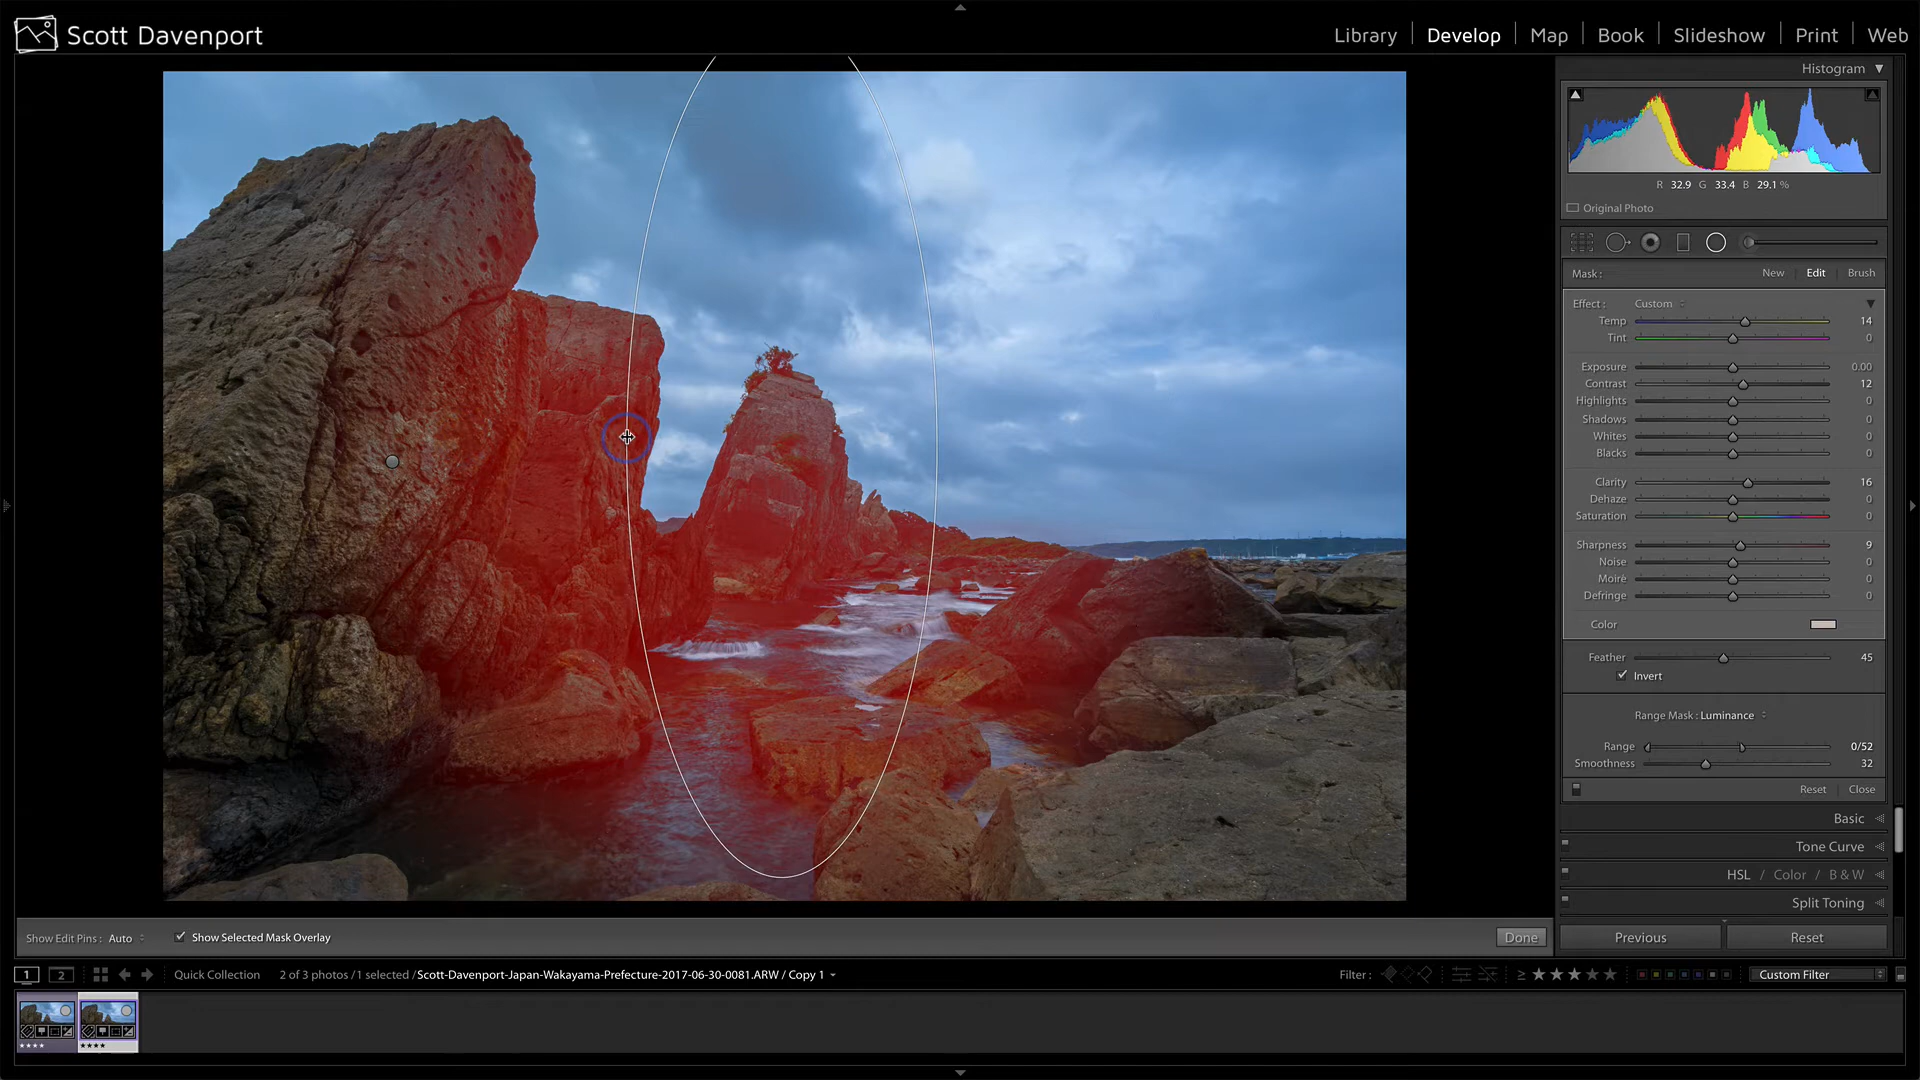 Scott Davenport
Library Develop Map Book Slideshow Print Web
Histogram
R 32.9 G 33.4 B 29.1 %
Original Photo
Mask : New Edit Brush
Effect : Custom
Temp 14
Tint 0
Exposure 0.00
Contrast 12
Highlights 0
Shadows 0
Whites 0
Blacks 0
Clarity 16
Dehaze 0
Saturation 0
Sharpness 9
Noise 0
Moiré 0
Defringe 0
Color
Feather 45
Invert
Range Mask : Luminance
Range 0/52
Smoothness 32
Reset Close
Basic
Tone Curve
HSL / Color / B & W
Split Toning
Show Edit Pins : Auto Show Selected Mask Overlay Done
Previous Reset
1 2 Quick Collection 2 of 3 photos /1 selected /Scott-Davenport-Japan-Wakayama-Prefecture-2017-06-30-0081.ARW / Copy 1 Filter : ≥ ★★★★★ Custom Filter
★★★★ ★★★★